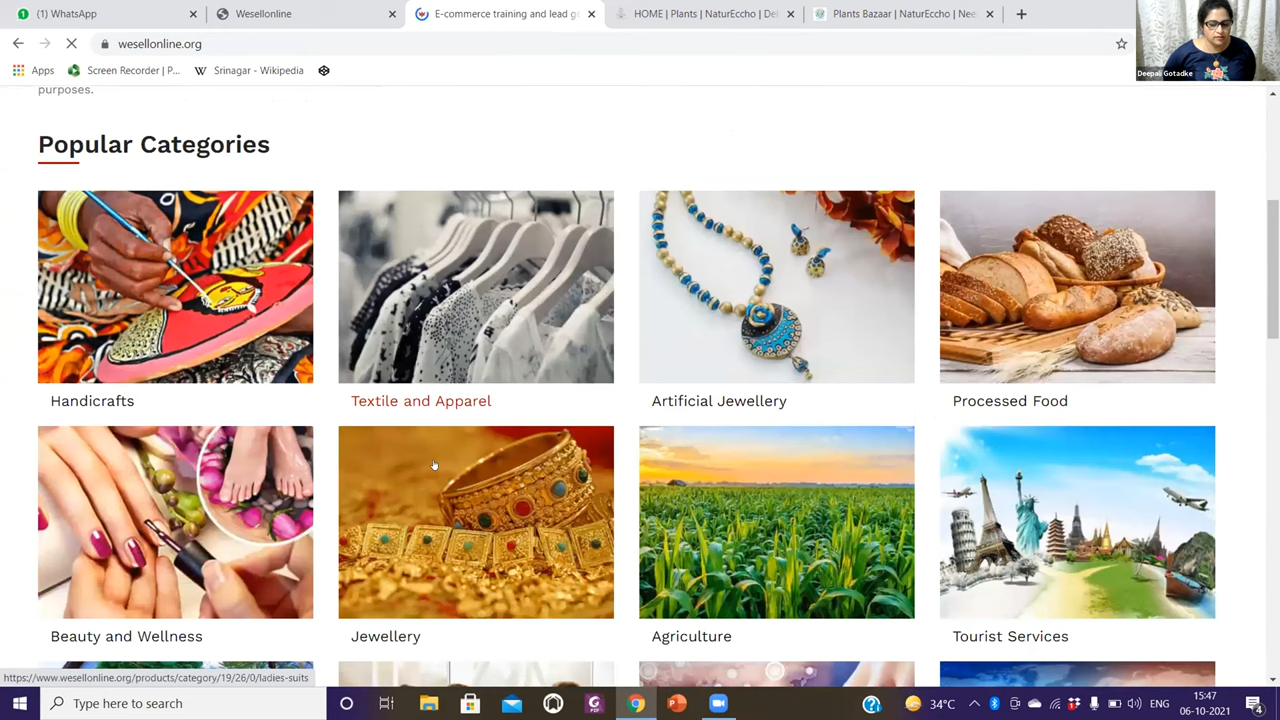 (1) WhatsApp
Wesellonline
E-commerce training and lead g
HOME | Plants | NaturEccho | Del
Plants Bazaar | NaturEccho | Nee
wesellonline.org
Deepali Gotadke
Apps
Screen Recorder | P...
Srinagar - Wikipedia
purposes.
Popular Categories
Handicrafts
Textile and Apparel
Artificial Jewellery
Processed Food
Beauty and Wellness
Jewellery
Agriculture
Tourist Services
https://www.wesellonline.org/products/category/19/26/0/ladies-suits
Type here to search
34°C
ENG
15:47
06-10-2021
4